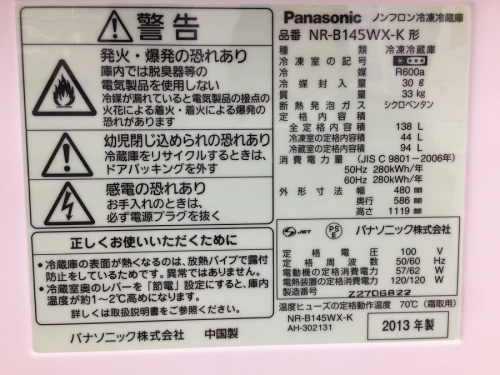 警告
発火・爆発の恐れあり
庫内では脱臭器等の
電気製品を使用しない
冷媒が漏れていると電気製品の接点の
火花による着火・着火による爆発の
恐れがあります
幼児閉じ込められの恐れあり
冷蔵庫をリサイクルするときは、
ドアパッキングを外す
感電の恐れあり
お手入れのときは、
必ず電源プラグを抜く
正しくお使いいただくために
•冷蔵庫の表面が熱くなるのは、放熱パイプで露付
防止をしているためです。異常ではありません。
•冷蔵室奥のレバーを「節電」設定にすると、庫内
温度が約1~2℃高めになります。
詳しくは取扱説明書をご参照ください。
パナソニック株式会社 中国製
Panasonic ノンフロン冷凍冷蔵庫
品番 NR-B145WX-K 形
種類 冷凍冷蔵庫
冷凍室の記号
冷媒 R600a
冷媒封入量 30 g
質量 33 kg
断熱発泡ガス シクロペンタン
定格内容積
全定格内容積 138 L
冷凍室の定格内容積 44 L
冷蔵室の定格内容積 94 L
消費電力量 (JIS C 9801-2006年)
50Hz 280kWh/年
60Hz 280kWh/年
外形寸法 幅 480 mm
奥行 586 mm
高さ 1119 mm
JET PS E パナソニック株式会社
定格電圧 100 V
定格周波数 50/60 Hz
電動機の定格消費電力 57/62 W
電熱装置の定格消費電力 120/120 W
製造番号 Z2706822
温度ヒューズの定格動作温度 70℃ (霜取用)
NR-B145WX-K
AH-302131
2013 年製